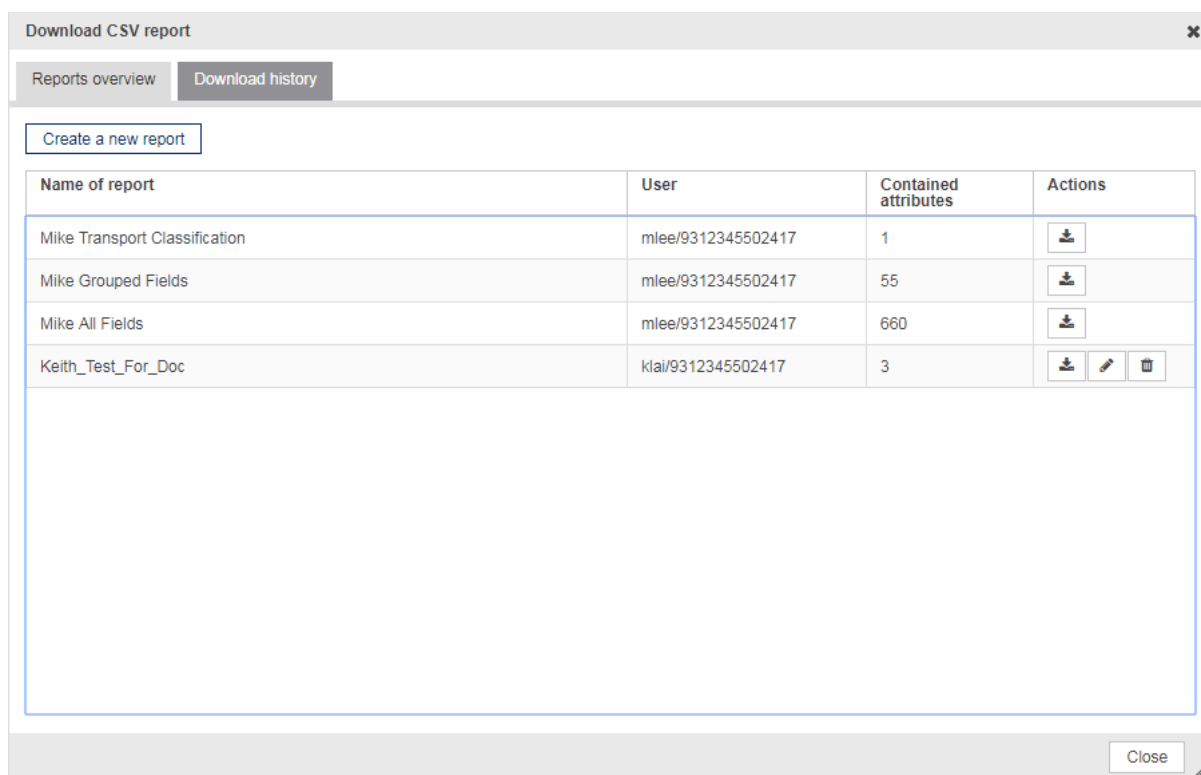 Download CSV report
Reports overview Download history
Create a new report
Name of report User Contained attributes Actions
Mike Transport Classification mlee/9312345502417 1
Mike Grouped Fields mlee/9312345502417 55
Mike All Fields mlee/9312345502417 660
Keith_Test_For_Doc klai/9312345502417 3
Close